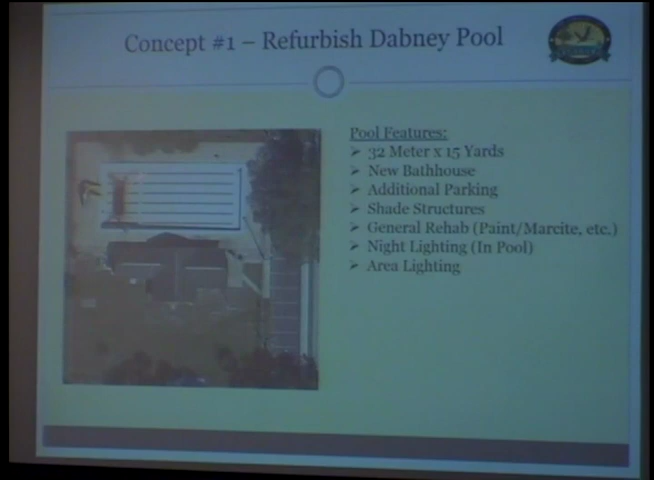 Concept #1 – Refurbish Dabney Pool
Pool Features:
➢ 32 Meter x 15 Yards
➢ New Bathhouse
➢ Additional Parking
➢ Shade Structures
➢ General Rehab (Paint/Marcite, etc.)
➢ Night Lighting (In Pool)
➢ Area Lighting